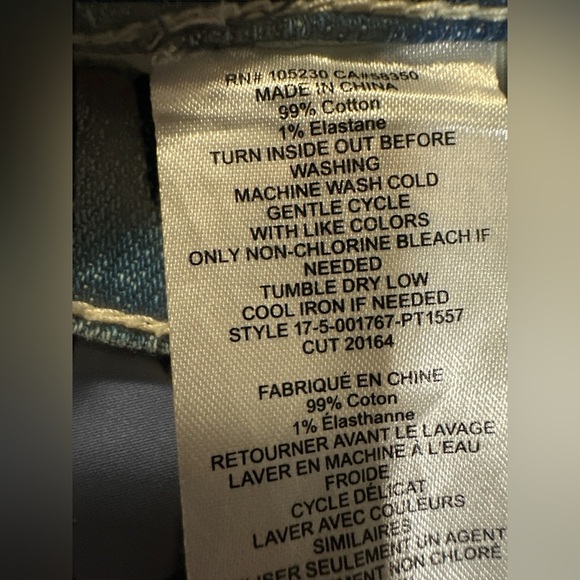 RN# 105230 CA#58350
MADE IN CHINA
99% Cotton
1% Elastane
TURN INSIDE OUT BEFORE
WASHING
MACHINE WASH COLD
GENTLE CYCLE
WITH LIKE COLORS
ONLY NON-CHLORINE BLEACH IF
NEEDED
TUMBLE DRY LOW
COOL IRON IF NEEDED
STYLE 17-5-001767-PT1557
CUT 20164
FABRIQUÉ EN CHINE
99% Coton
1% Élasthanne
RETOURNER AVANT LE LAVAGE
LAVER EN MACHINE À L'EAU
FROIDE
CYCLE DÉLICAT
LAVER AVEC COULEURS
SIMILAIRES
SEULEMENT UN AGENT
NON CHLORÉ